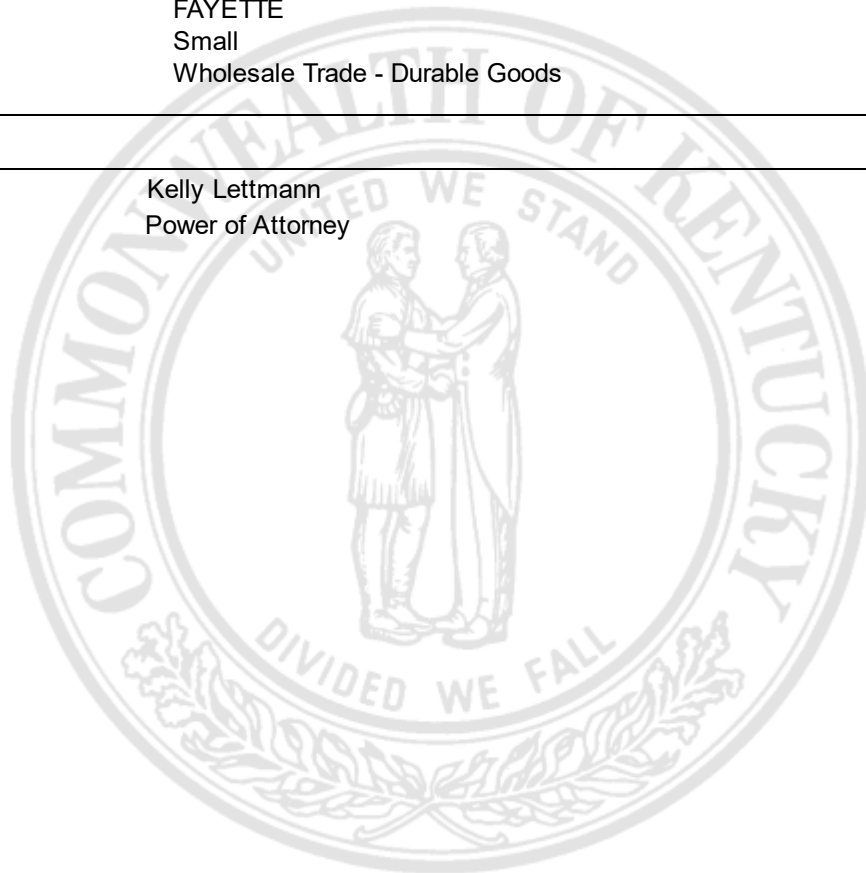 FAYETTE
Small
Wholesale Trade - Durable Goods
Kelly Lettmann
Power of Attorney
COMMONWEALTH OF KENTUCKY
UNITED WE STAND
DIVIDED WE FALL